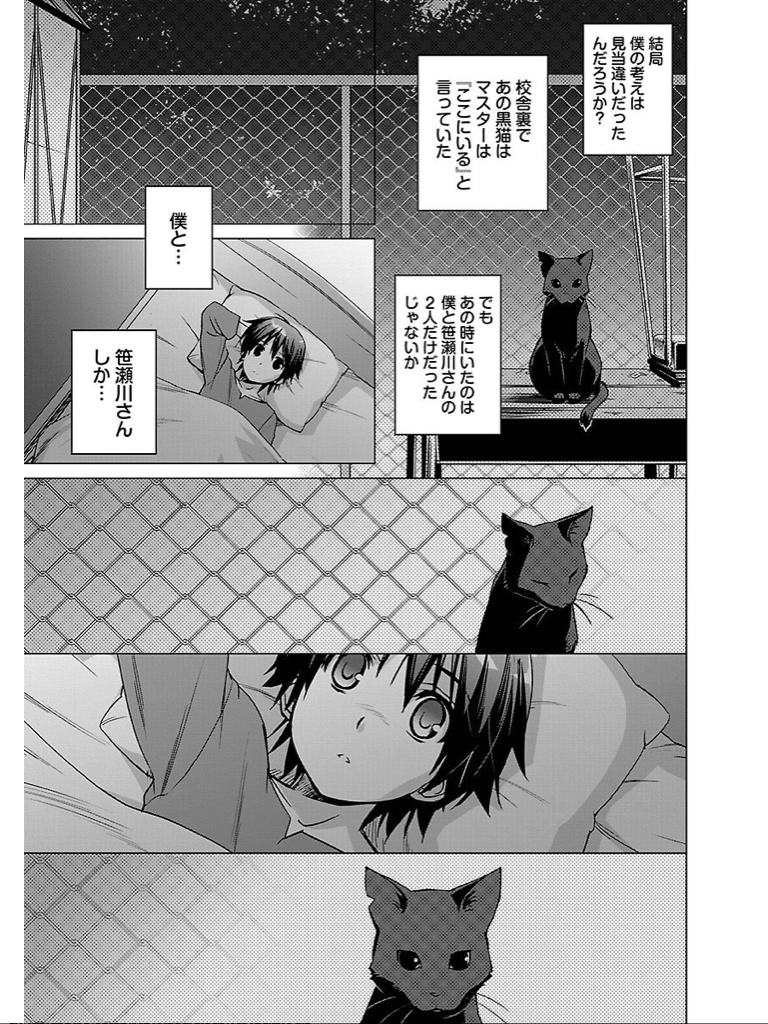 結局
僕の考えは
見当違いだった
んだろうか？
校舎裏で
あの黒猫は
マスターは
『ここにいる』と
言っていた
でも
あの時にいたのは
僕と笹瀬川さんの
２人だけだった
じゃないか
僕と…
笹瀬川さん
しか…